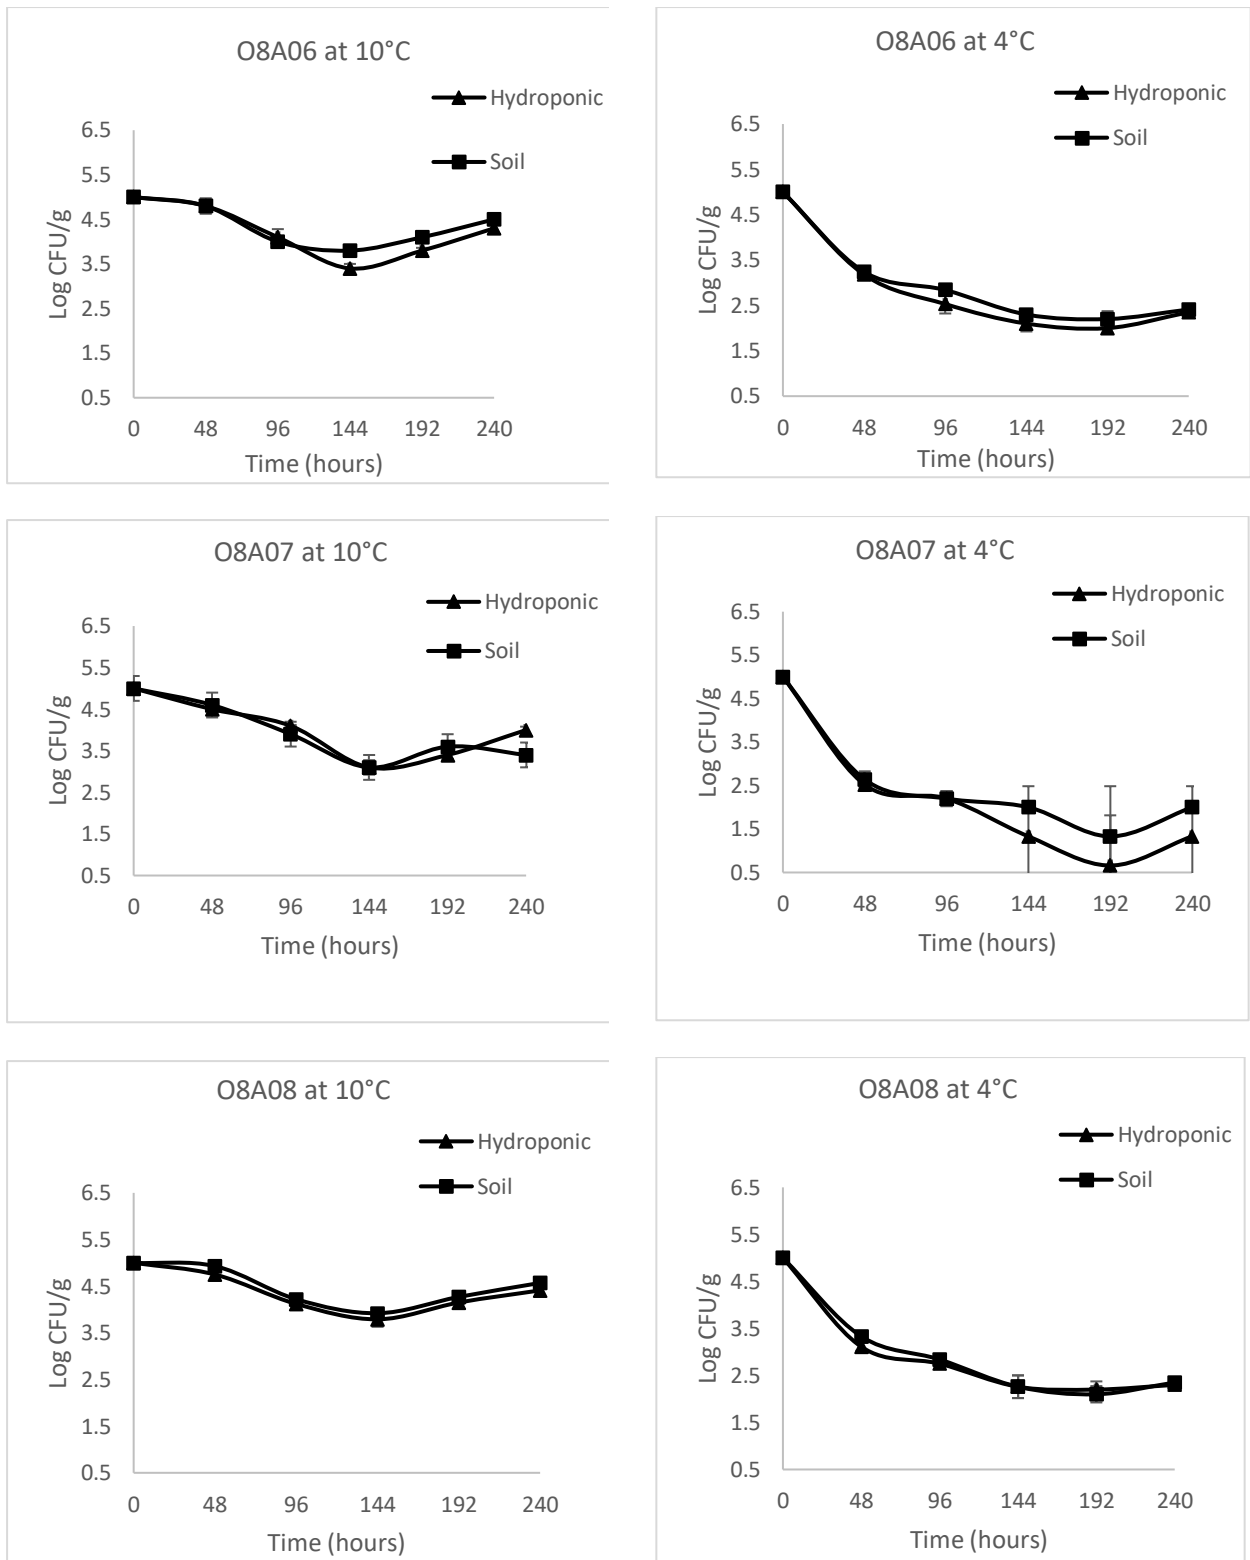 O8A06 at 10°C
Hydroponic
Soil
Log CFU/g
6.5
5.5
4.5
3.5
2.5
1.5
0.5
0 48 96 144 192 240
Time (hours)
O8A06 at 4°C
Hydroponic
Soil
Log CFU/g
6.5
5.5
4.5
3.5
2.5
1.5
0.5
0 48 96 144 192 240
Time (hours)
O8A07 at 10°C
Hydroponic
Soil
Log CFU/g
6.5
5.5
4.5
3.5
2.5
1.5
0.5
0 48 96 144 192 240
Time (hours)
O8A07 at 4°C
Hydroponic
Soil
Log CFU/g
6.5
5.5
4.5
3.5
2.5
1.5
0.5
0 48 96 144 192 240
Time (hours)
O8A08 at 10°C
Hydroponic
Soil
Log CFU/g
6.5
5.5
4.5
3.5
2.5
1.5
0.5
0 48 96 144 192 240
Time (hours)
O8A08 at 4°C
Hydroponic
Soil
Log CFU/g
6.5
5.5
4.5
3.5
2.5
1.5
0.5
0 48 96 144 192 240
Time (hours)